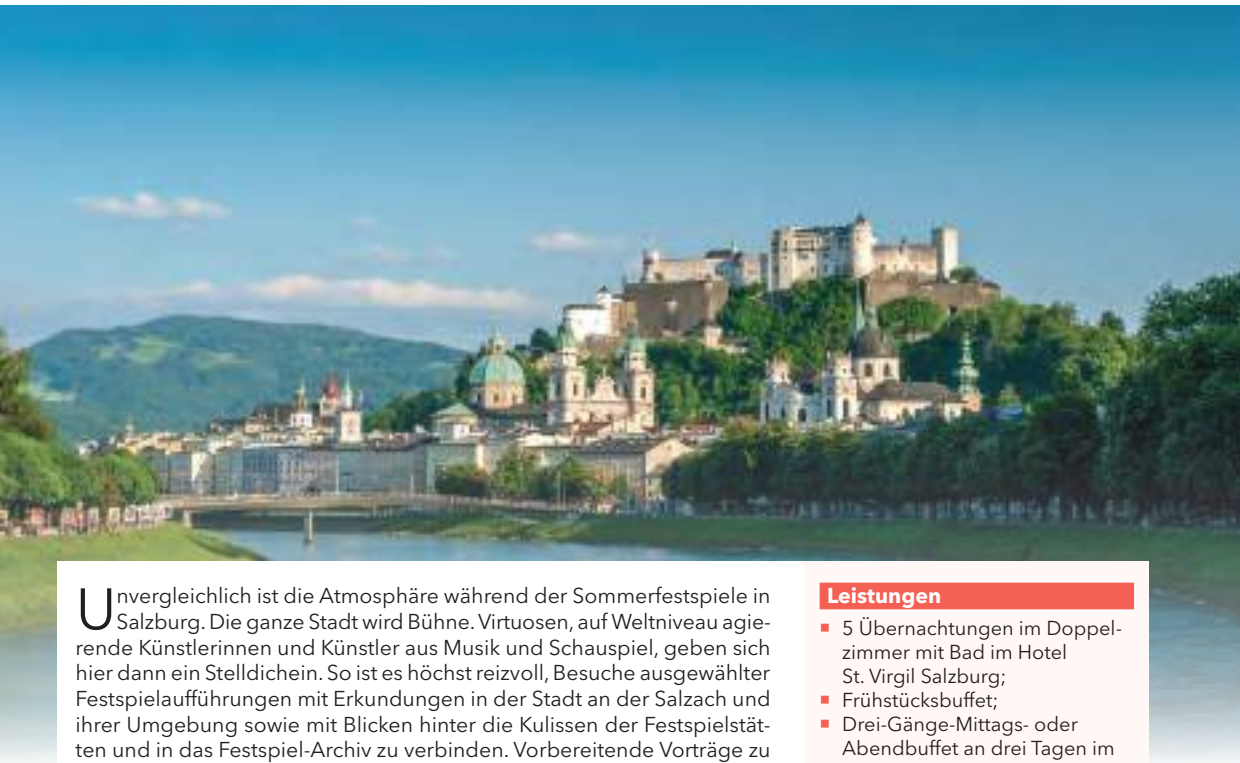 Unvergleichlich ist die Atmosphäre während der Sommerfestspiele in
Salzburg. Die ganze Stadt wird Bühne. Virtuosen, auf Weltniveau agie-
rende Künstlerinnen und Künstler aus Musik und Schauspiel, geben sich
hier dann ein Stelldichein. So ist es höchst reizvoll, Besuche ausgewählter
Festspielaufführungen mit Erkundungen in der Stadt an der Salzach und
ihrer Umgebung sowie mit Blicken hinter die Kulissen der Festspielstät-
ten und in das Festspiel-Archiv zu verbinden. Vorbereitende Vorträge zu
Leistungen
▪ 5 Übernachtungen im Doppel-
zimmer mit Bad im Hotel
St. Virgil Salzburg;
▪ Frühstücksbuffet;
▪ Drei-Gänge-Mittags- oder
Abendbuffet an drei Tagen im